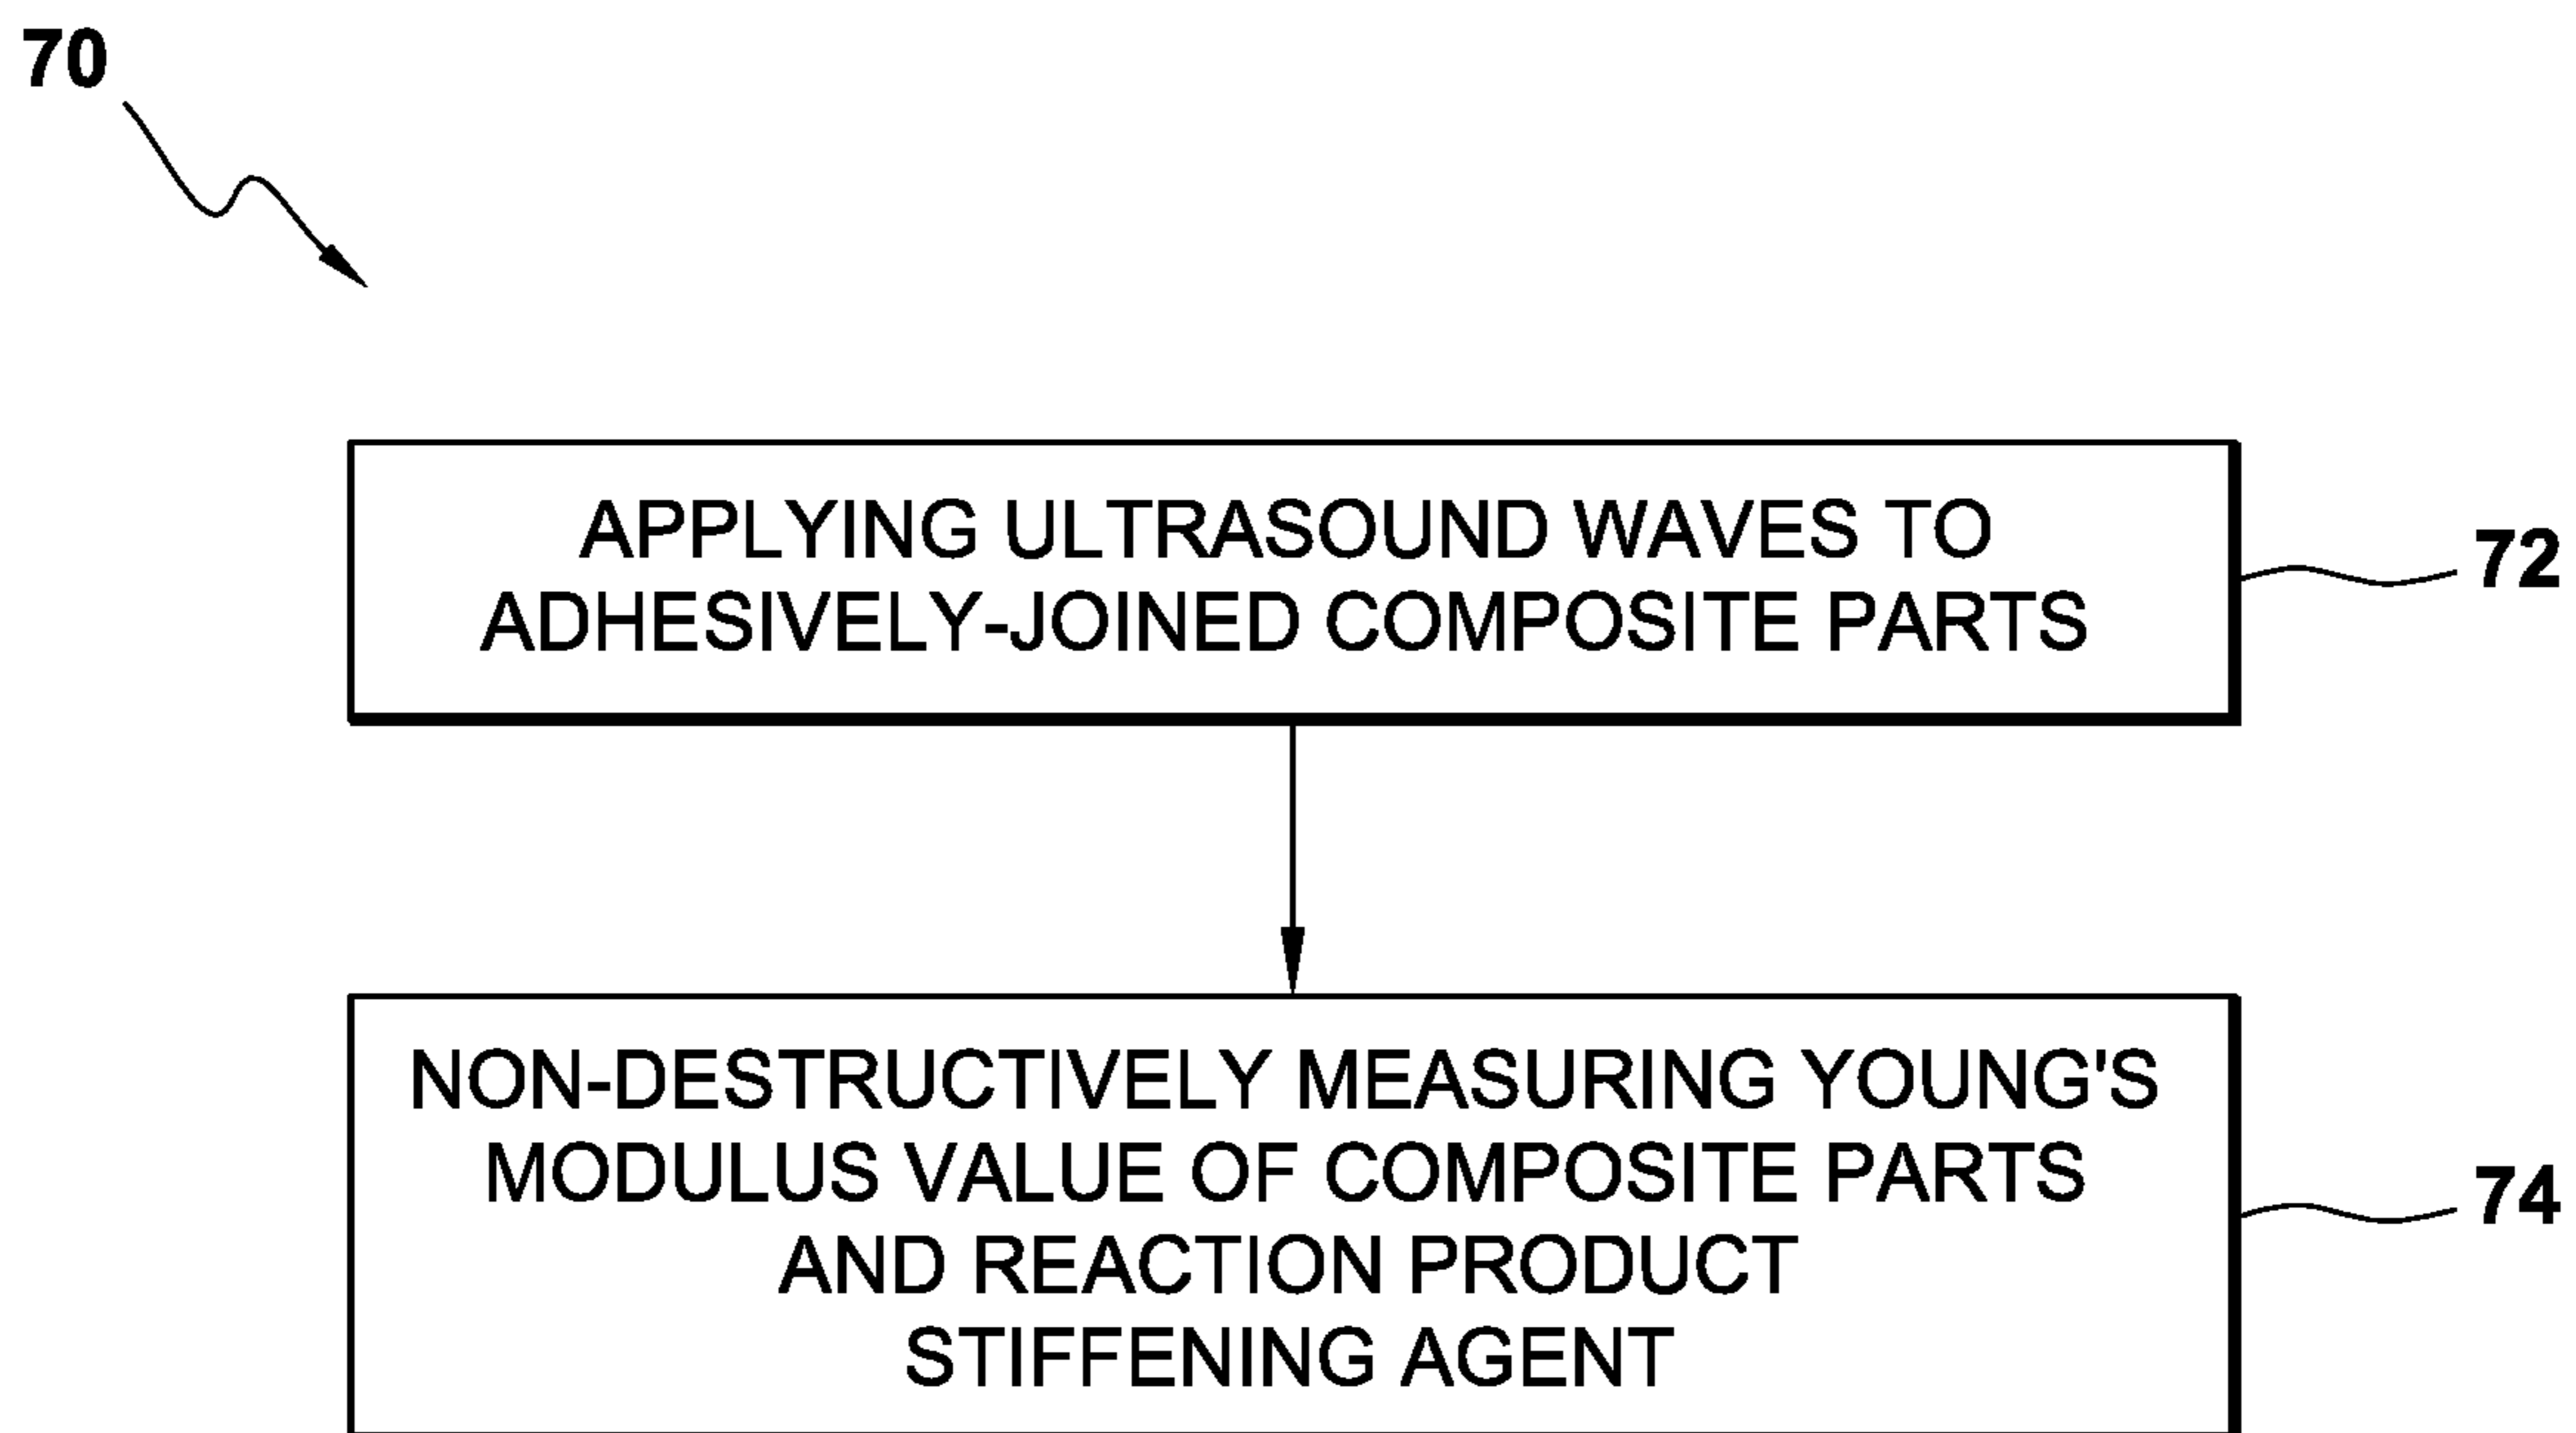 70
APPLYING ULTRASOUND WAVES TO
ADHESIVELY-JOINED COMPOSITE PARTS
72
NON-DESTRUCTIVELY MEASURING YOUNG'S
MODULUS VALUE OF COMPOSITE PARTS
AND REACTION PRODUCT
STIFFENING AGENT
74